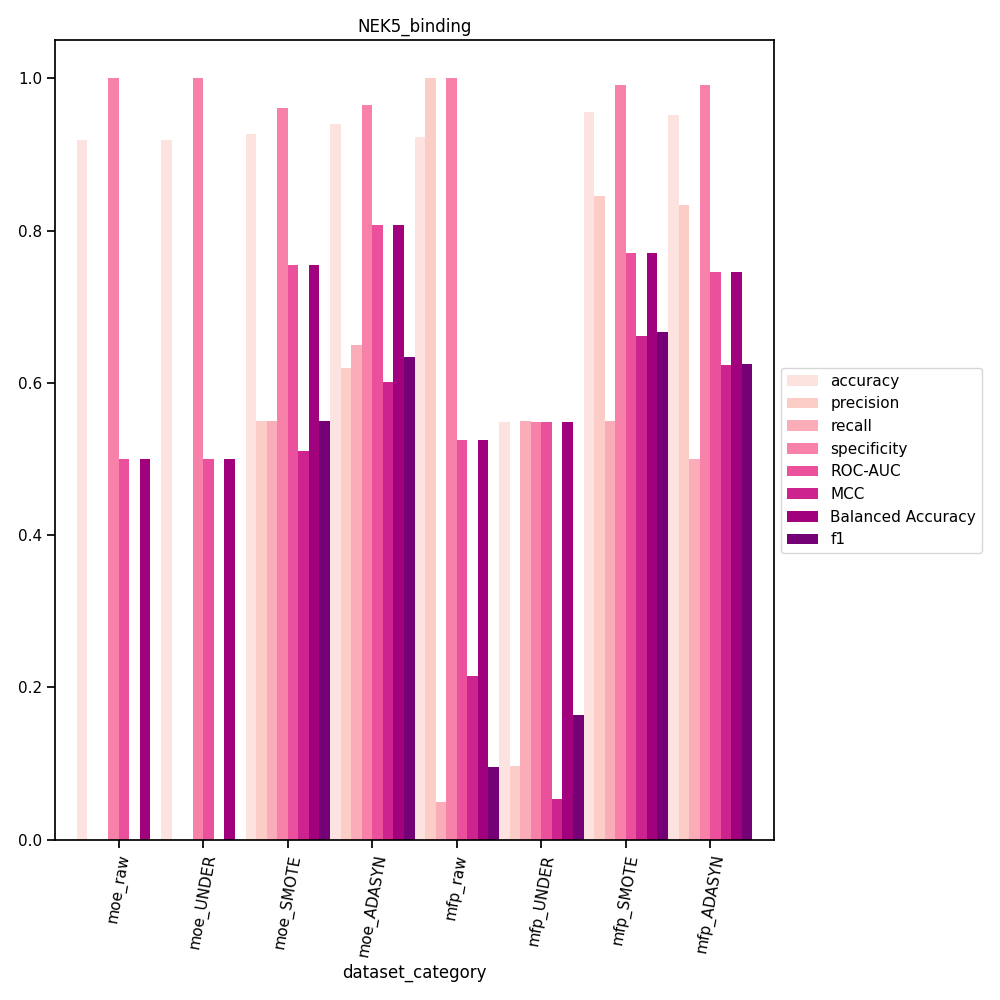 NEK5_binding
1.0
0.8
0.6
0.4
0.2
0.0
moe_raw
moe_UNDER
moe_SMOTE
moe_ADASYN
mfp_raw
mfp_UNDER
mfp_SMOTE
mfp_ADASYN
dataset_category
accuracy
precision
recall
specificity
ROC-AUC
MCC
Balanced Accuracy
f1